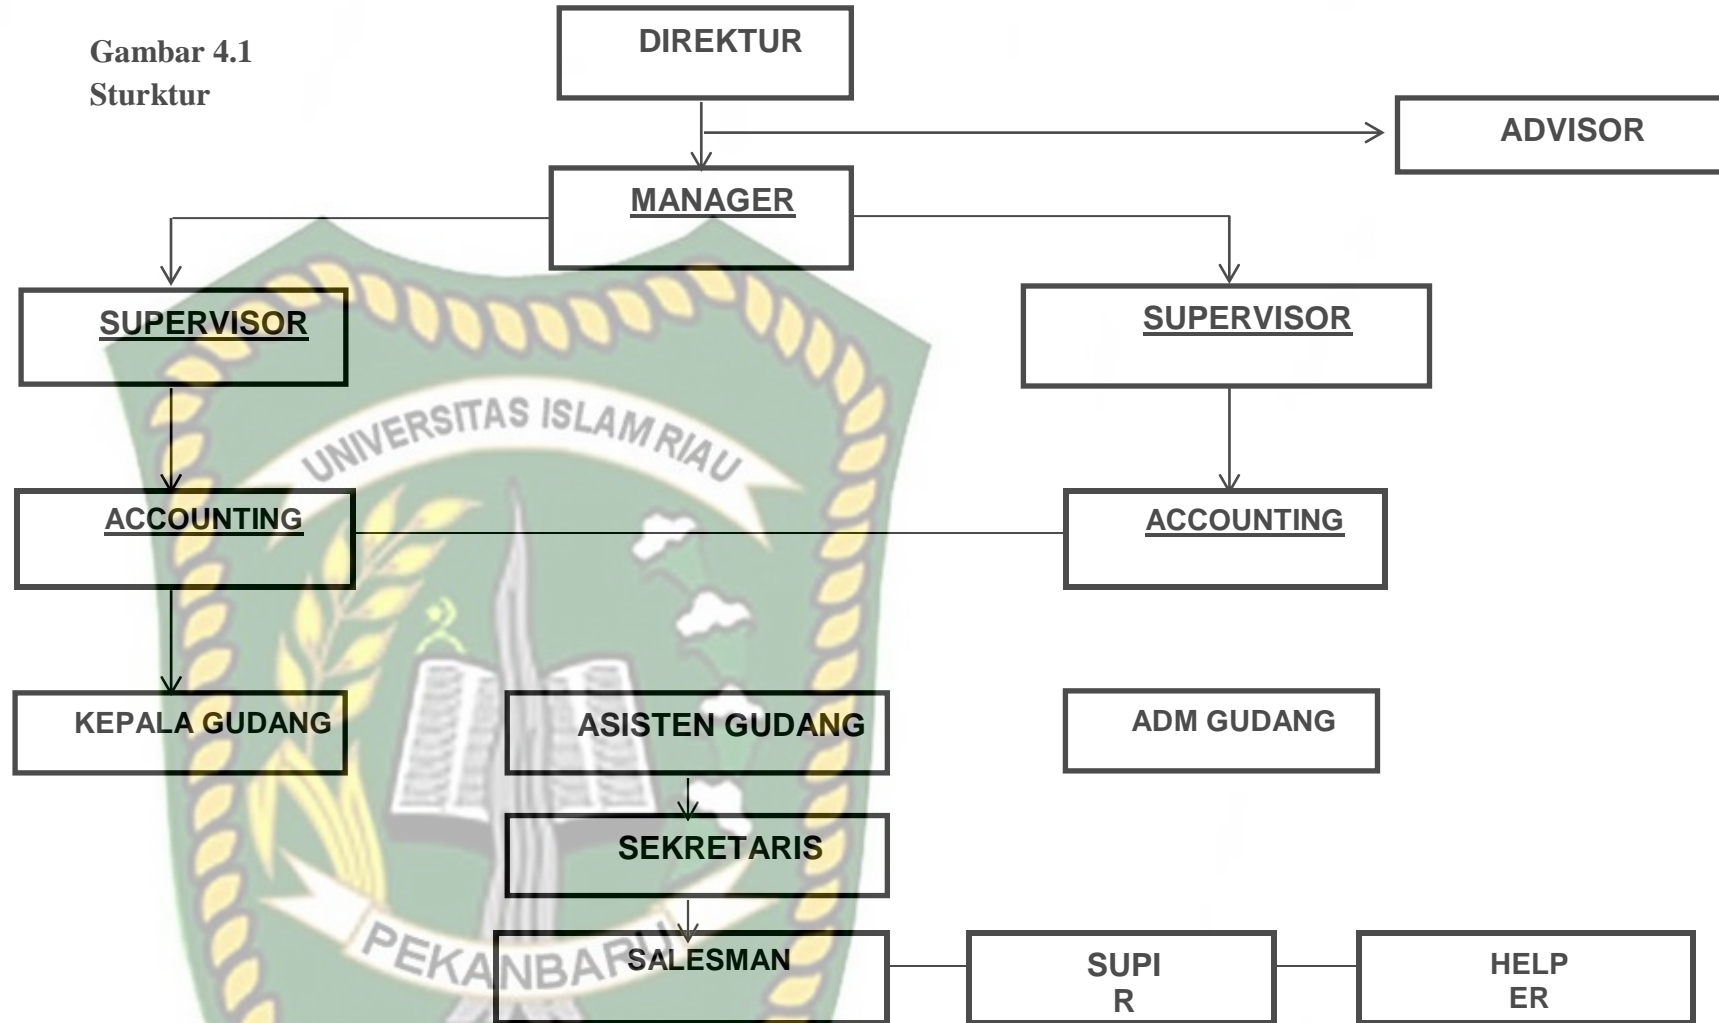 Gambar 4.1
Sturktur
DIREKTUR
ADVISOR
MANAGER
SUPERVISOR
SUPERVISOR
UNIVERSITAS ISLAM RIAU
ACCOUNTING
ACCOUNTING
KEPALA GUDANG
ASISTEN GUDANG
ADM GUDANG
SEKRETARIS
PEKANBARU
SALESMAN
SUPI
R
HELP
ER